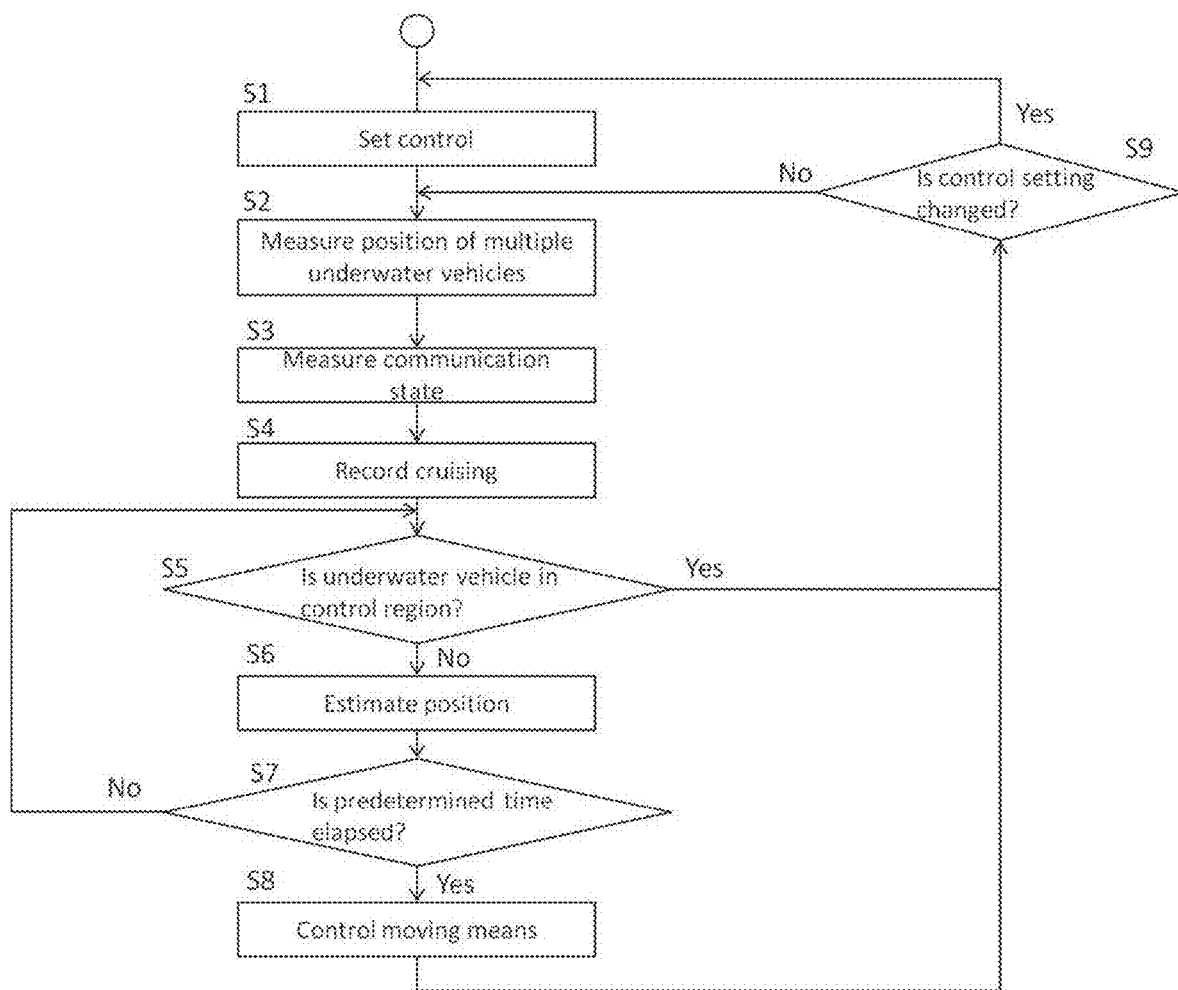 S1
Set control
Yes
S9
Is control setting
changed?
No
S2
Measure position of multiple
underwater vehicles
S3
Measure communication
state
S4
Record cruising
S5
Is underwater vehicle in
control region?
Yes
No
S6
Estimate position
S7
Is predetermined time
elapsed?
No
Yes
S8
Control moving means